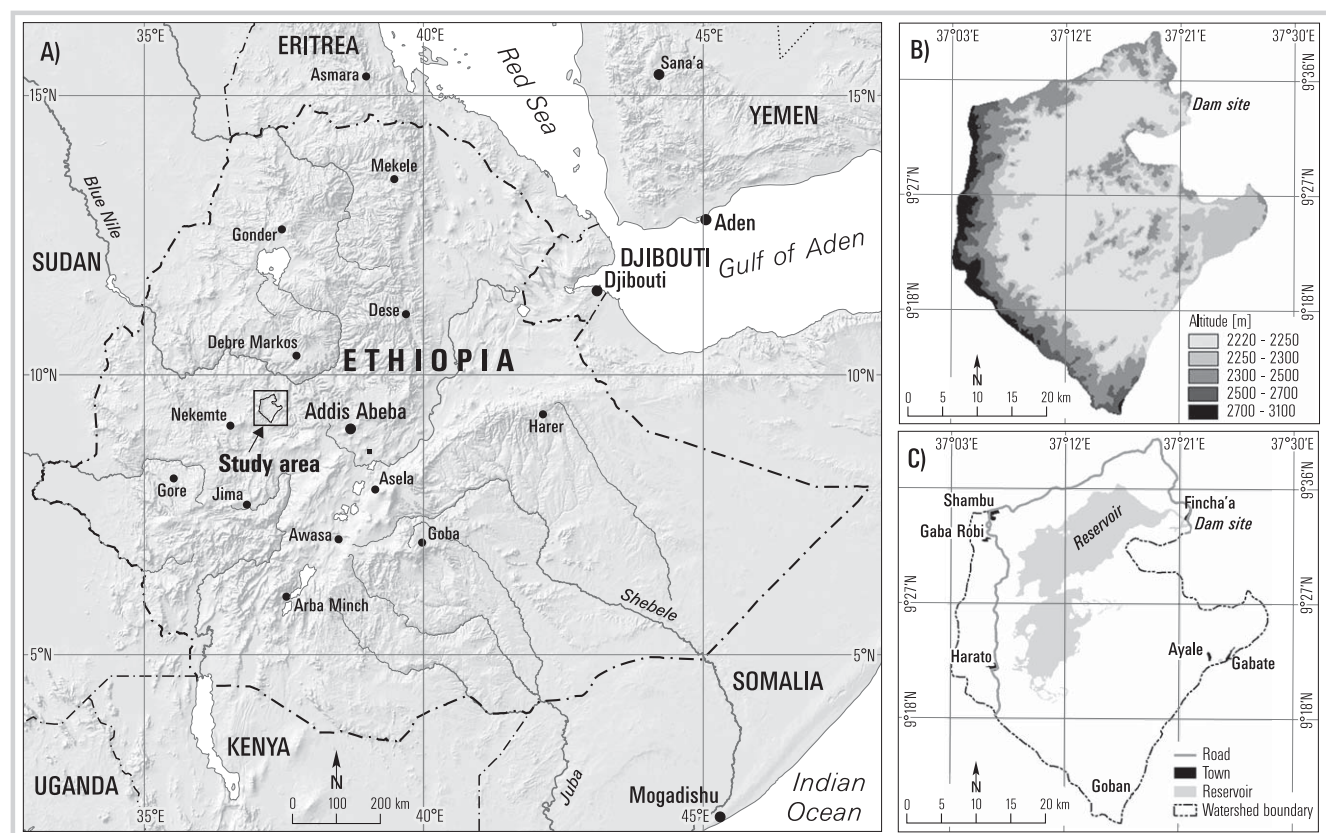 A)
35°E
40°E
45°E
ERITREA
Asmara
Red Sea
Sana'a
15°N
15°N
YEMEN
Mekele
Blue Nile
Gonder
Aden
SUDAN
DJIBOUTI
Gulf of Aden
Djibouti
Dese
Debre Markos
ETHIOPIA
10°N
10°N
Nekemte
Addis Abeba
Harer
Study area
Gore
Jima
Asela
Awasa
Goba
Arba Minch
Shebele
5°N
5°N
SOMALIA
KENYA
UGANDA
N
0 100 200 km
Juba
Mogadishu
Indian
Ocean
35°E
40°E
45°E
B)
37°03'E
37°12'E
37°21'E
37°30'E
9°36'N
Dam site
9°27'N
9°27'N
9°18'N
9°18'N
Altitude [m]
2220 - 2250
2250 - 2300
2300 - 2500
2500 - 2700
2700 - 3100
N
0 5 10 15 20 km
C)
37°03'E
37°12'E
37°21'E
37°30'E
9°36'N
Shambu
Fincha'a
Dam site
Gaba Robi
Reservoir
9°27'N
9°27'N
Harato
Ayale
Gabate
9°18'N
9°18'N
Goban
Road
Town
Reservoir
Watershed boundary
N
0 5 10 15 20 km